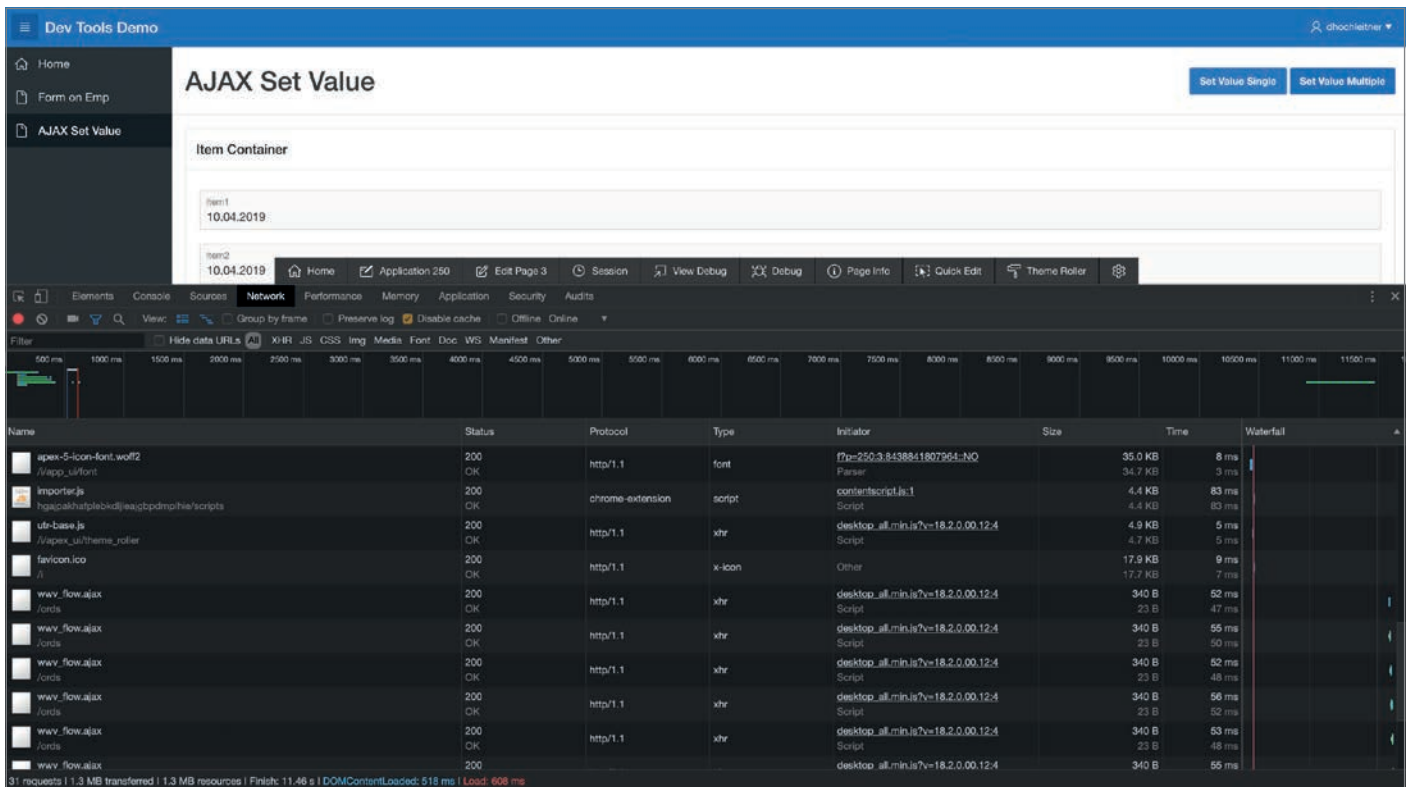 Dev Tools Demo
dhochleitner
Home
Form on Emp
AJAX Set Value
AJAX Set Value
Set Value Single
Set Value Multiple
Item Container
Item1
10.04.2019
Item2
10.04.2019
Home
Application 250
Edit Page 3
Session
View Debug
Debug
Page Info
Quick Edit
Theme Roller
Elements Console Sources Network Performance Memory Application Security Audits
View: Group by frame Preserve log Disable cache Offline Online
Filter Hide data URLs All XHR JS CSS Img Media Font Doc WS Manifest Other
500 ms 1000 ms 1500 ms 2000 ms 2500 ms 3000 ms 3500 ms 4000 ms 4500 ms 5000 ms 5500 ms 6000 ms 6500 ms 7000 ms 7500 ms 8000 ms 8500 ms 9000 ms 9500 ms 10000 ms 10500 ms 11000 ms 11500 ms
Name Status Protocol Type Initiator Size Time Waterfall
apex-5-icon-font.woff2 200 http/1.1 font f?p=250:3:8438841807964::NO 35.0 KB 8 ms
OK Parser 34.7 KB 3 ms
importer.js 200 chrome-extension script contentscript.js:1 4.4 KB 83 ms
OK Script 4.4 KB 83 ms
utr-base.js 200 http/1.1 xhr desktop_all.min.js?v=18.2.0.00.12:4 4.9 KB 5 ms
/i/apex_ui/theme_roller OK Script 4.7 KB 5 ms
favicon.ico 200 http/1.1 x-icon Other 17.9 KB 9 ms
/i OK 17.7 KB 7 ms
wwv_flow.ajax 200 http/1.1 xhr desktop_all.min.js?v=18.2.0.00.12:4 340 B 52 ms
/ords OK Script 23 B 47 ms
wwv_flow.ajax 200 http/1.1 xhr desktop_all.min.js?v=18.2.0.00.12:4 340 B 55 ms
/ords OK Script 23 B 50 ms
wwv_flow.ajax 200 http/1.1 xhr desktop_all.min.js?v=18.2.0.00.12:4 340 B 52 ms
/ords OK Script 23 B 48 ms
wwv_flow.ajax 200 http/1.1 xhr desktop_all.min.js?v=18.2.0.00.12:4 340 B 56 ms
/ords OK Script 23 B 52 ms
wwv_flow.ajax 200 http/1.1 xhr desktop_all.min.js?v=18.2.0.00.12:4 340 B 53 ms
/ords OK Script 23 B 48 ms
wwv_flow.ajax 200 desktop_all.min.js?v=18.2.0.00.12:4 340 B 55 ms
31 requests | 1.3 MB transferred | 1.3 MB resources | Finish: 11.46 s | DOMContentLoaded: 518 ms | Load: 608 ms